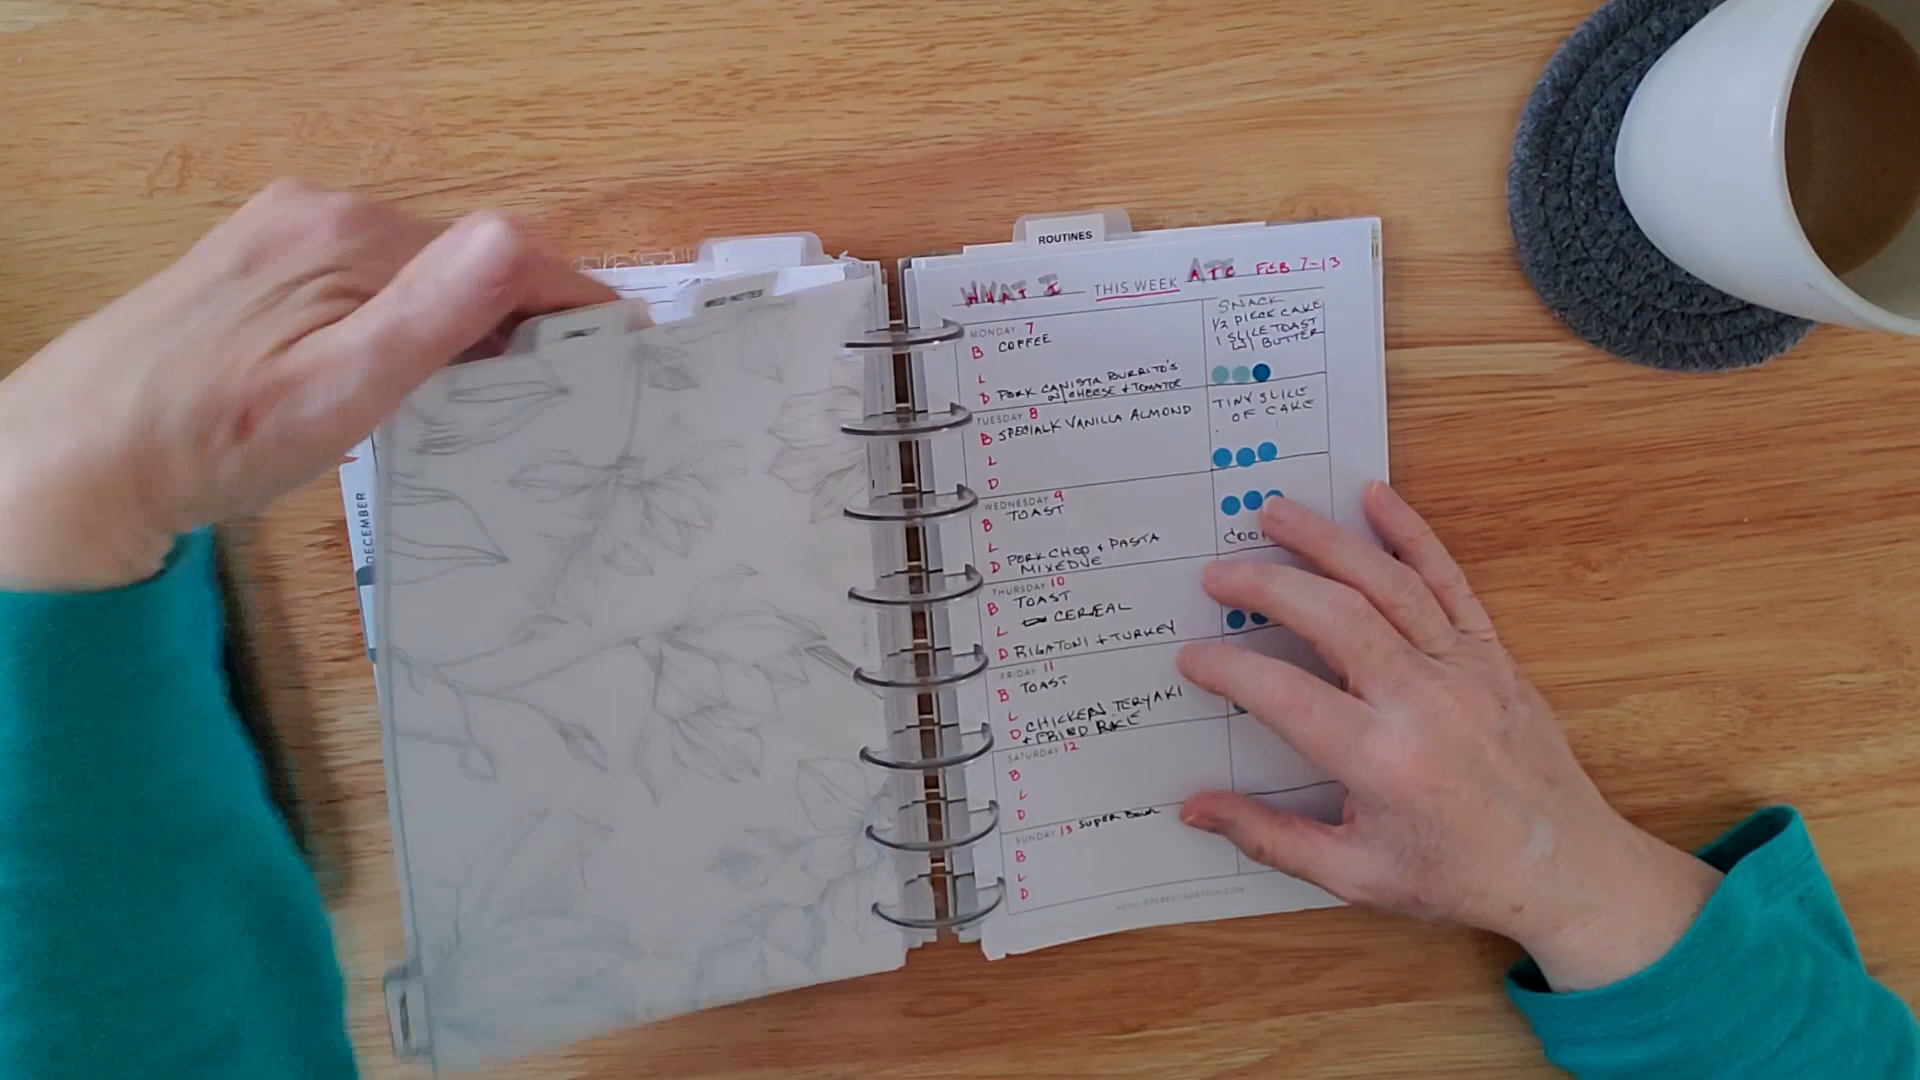 ROUTINES
DECEMBER
WHAT I THIS WEEK ATE FEB 7-13
MONDAY 7
B COFFEE
L
D PORK CANISTA BURRITO'S
W/ CHEESE + TOMATOE
SNACK
1/2 PIECE CAKE
1 SLICE TOAST
W/ BUTTER
TUESDAY 8
B SPECIALK VANILLA ALMOND
L
D
TINY SLICE
OF CAKE
WEDNESDAY 9
B TOAST
L
D PORK CHOP + PASTA
MIXEDUE
THURSDAY 10
B TOAST
L CEREAL
D RIGATONI + TURKEY
FRIDAY 11
B TOAST
L
D CHICKEN TERYAKI
+ FRIED RICE
SATURDAY 12
B
L
D
SUNDAY 13 SUPER BOWL
B
L
D